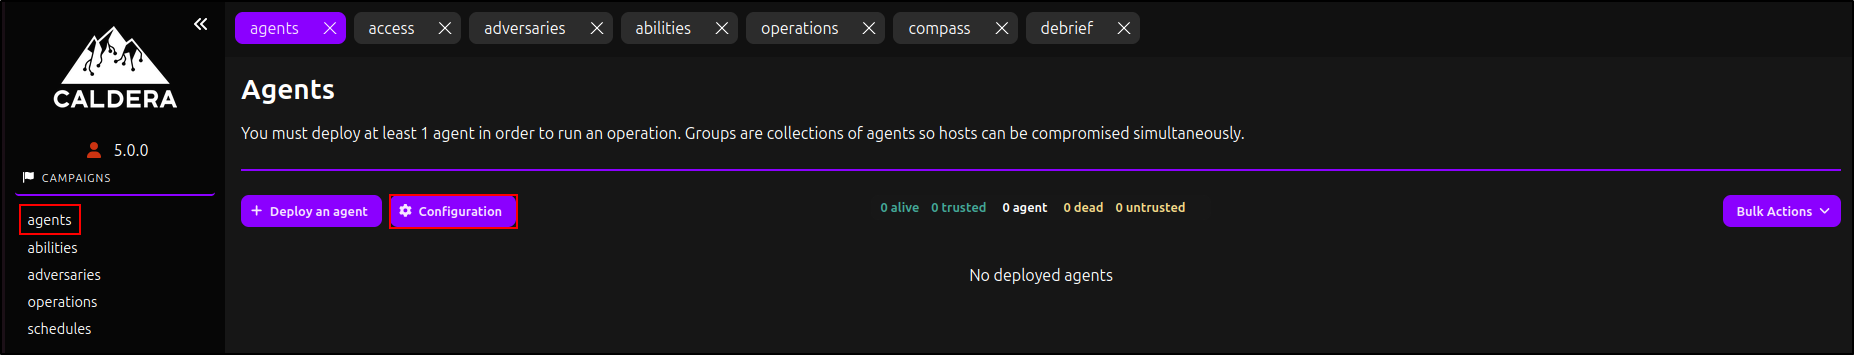 agents access adversaries abilities operations compass debrief
CALDERA
5.0.0
CAMPAIGNS
agents
abilities
adversaries
operations
schedules
Agents
You must deploy at least 1 agent in order to run an operation. Groups are collections of agents so hosts can be compromised simultaneously.
Deploy an agent Configuration 0 alive 0 trusted 0 agent 0 dead 0 untrusted Bulk Actions
No deployed agents